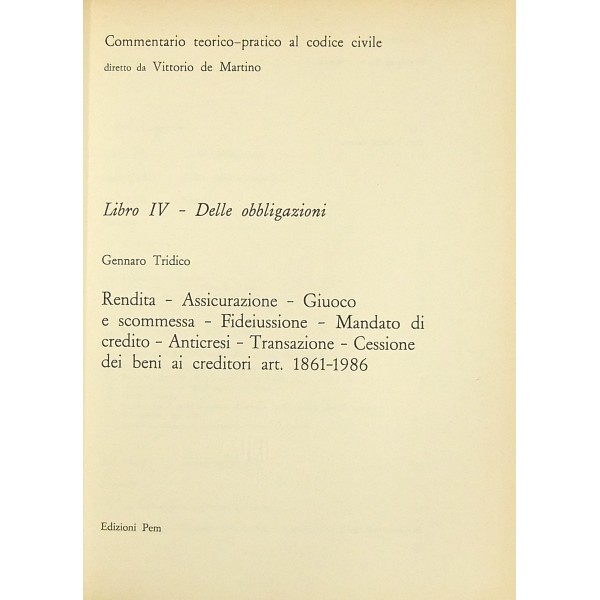 Commentario teorico-pratico al codice civile
diretto da Vittorio de Martino
Libro IV - Delle obbligazioni
Gennaro Tridico
Rendita - Assicurazione - Giuoco
e scommessa - Fideiussione - Mandato di
credito - Anticresi - Transazione - Cessione
dei beni ai creditori art. 1861-1986
Edizioni Pem